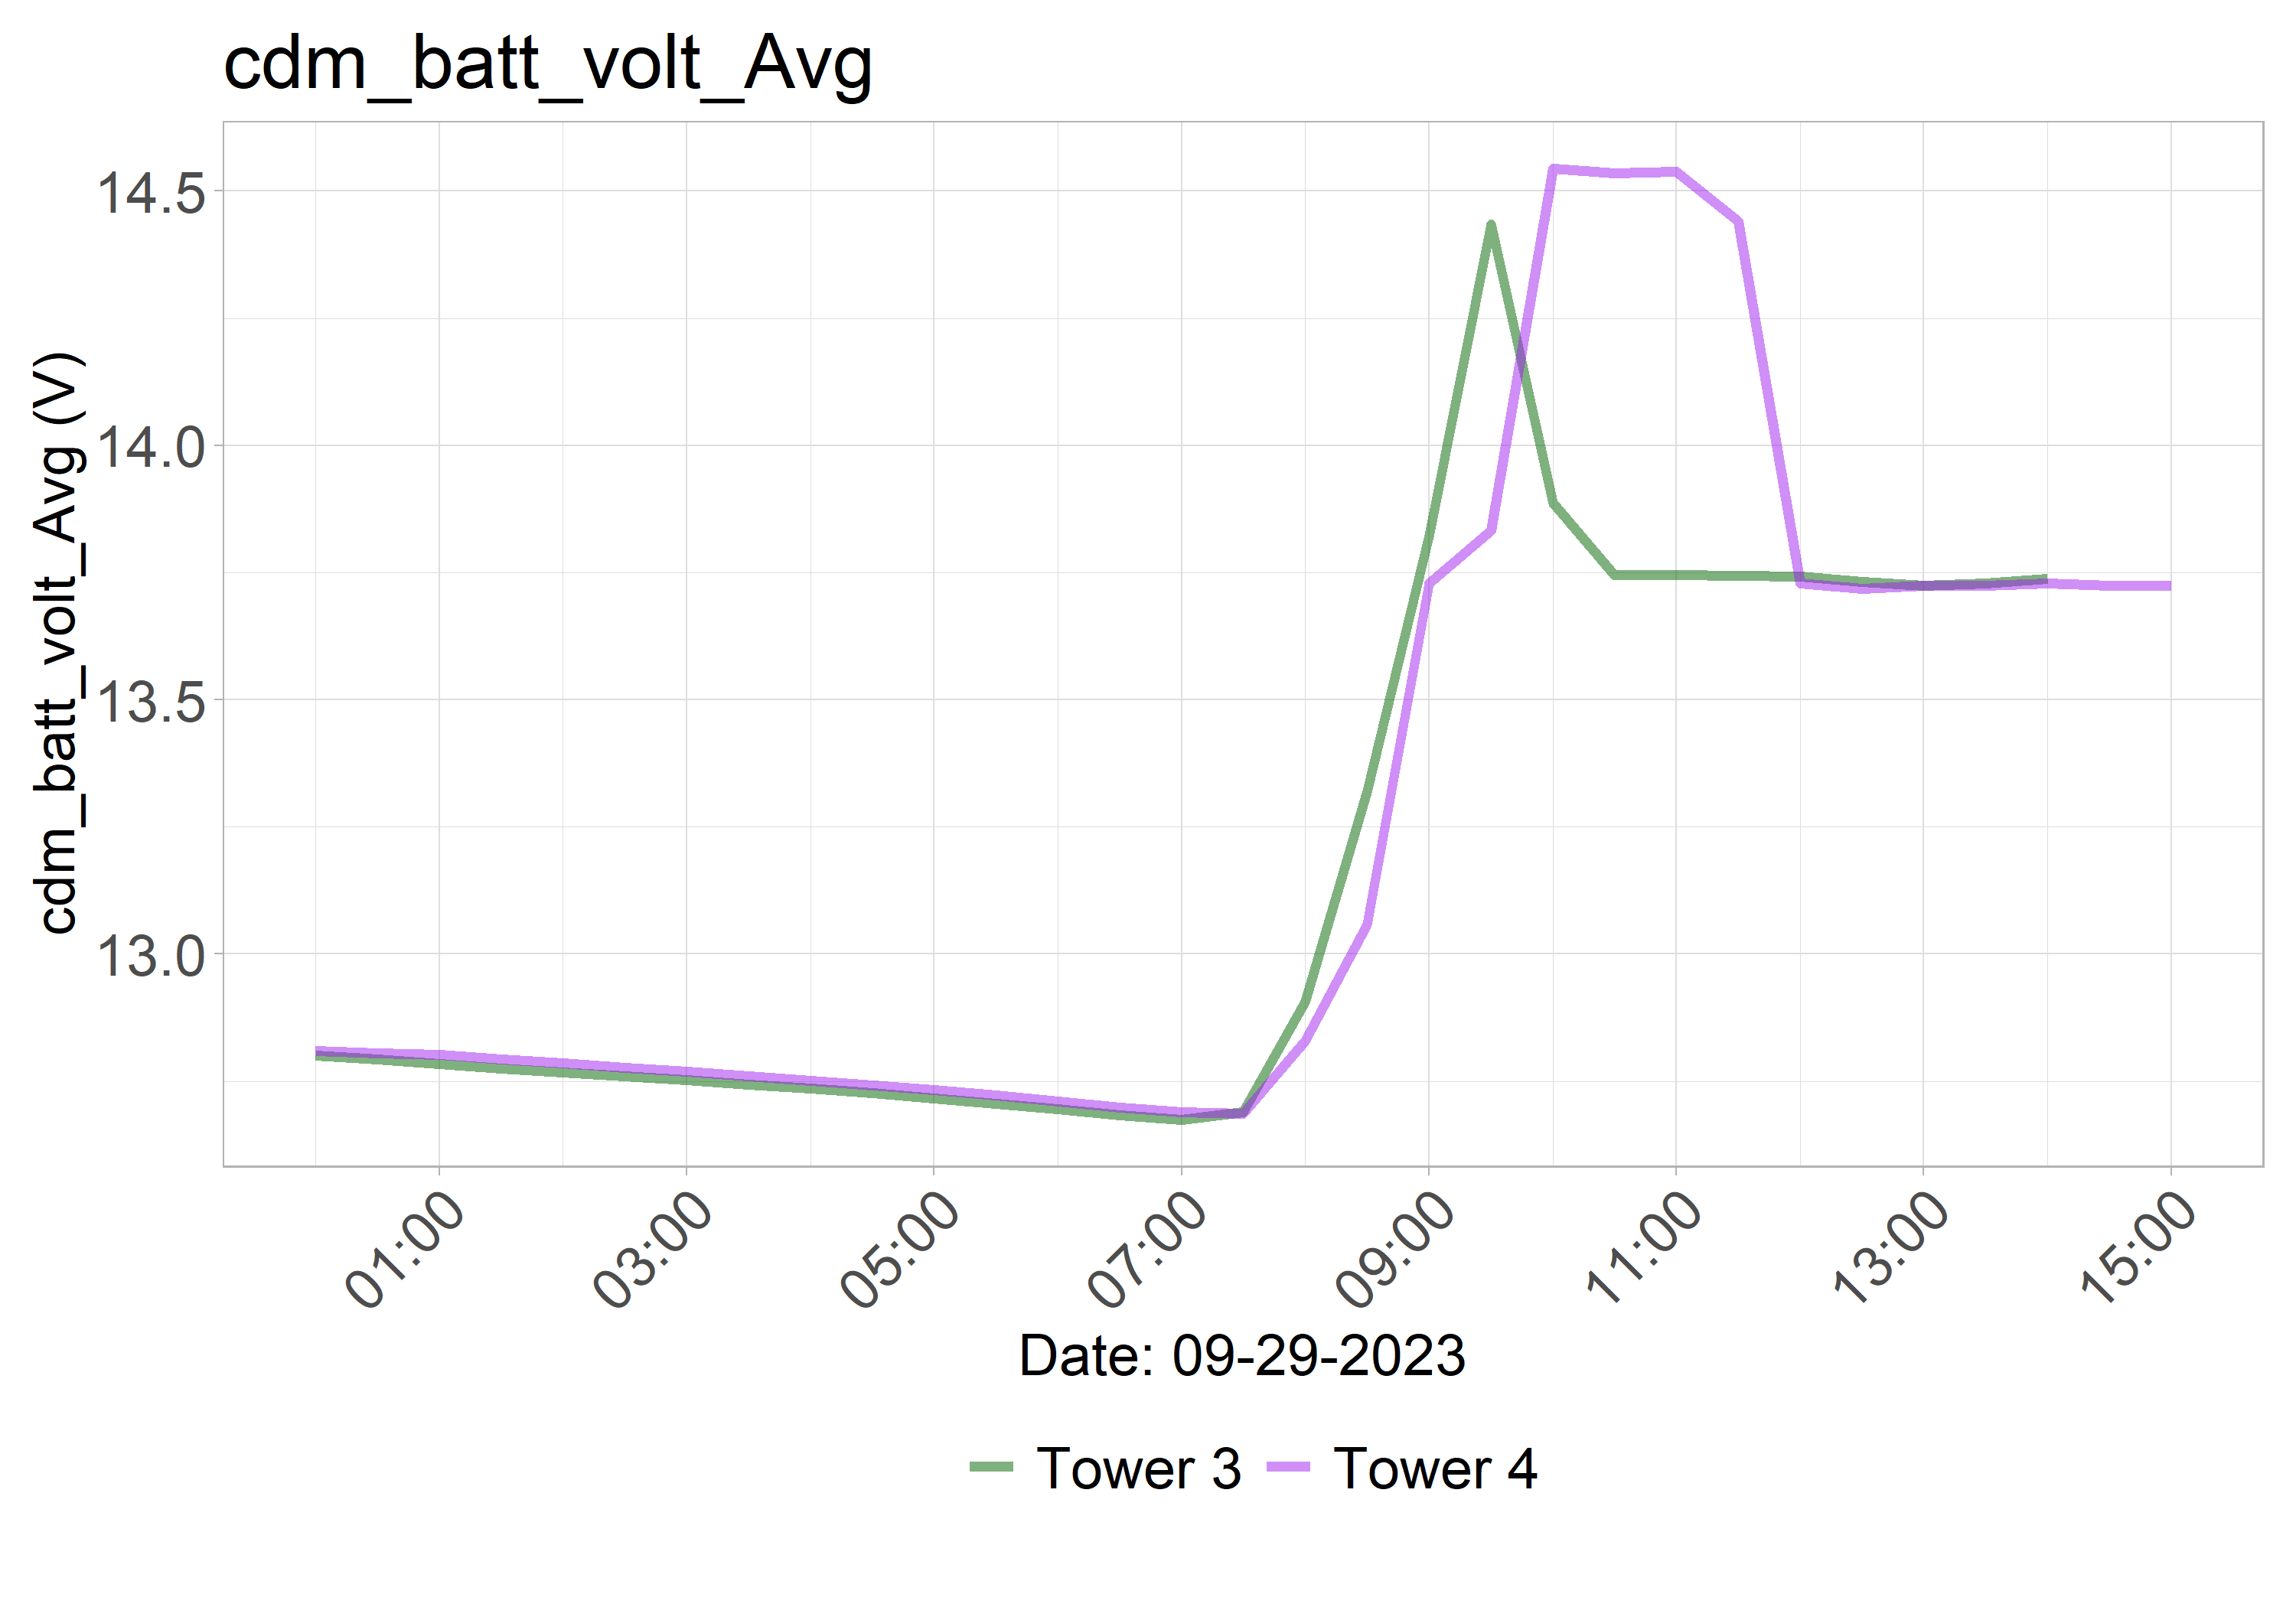 cdm_batt_volt_Avg
cdm_batt_volt_Avg (V)
14.5
14.0
13.5
13.0
01:00
03:00
05:00
07:00
09:00
11:00
13:00
15:00
Date: 09-29-2023
Tower 3
Tower 4